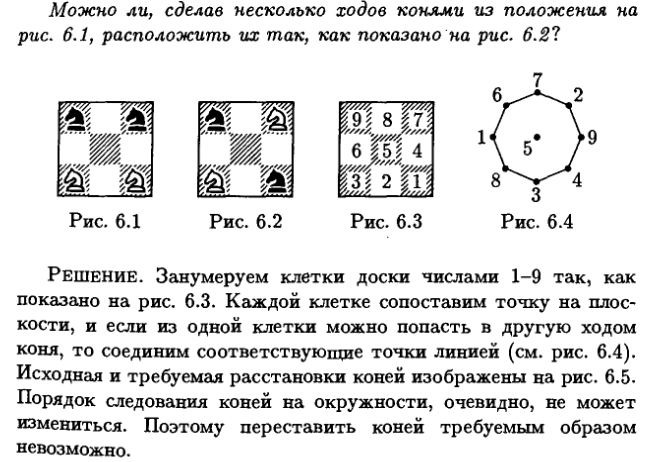 Можно ли, сделав несколько ходов конями из положения на
рис. 6.1, расположить их так, как показано на рис. 6.2?
7
6 2
9 8 7
6 5 4
3 2 1
1 5 9
8 4
3
Рис. 6.1 Рис. 6.2 Рис. 6.3 Рис. 6.4
РЕШЕНИЕ. Занумеруем клетки доски числами 1–9 так, как
показано на рис. 6.3. Каждой клетке сопоставим точку на плос-
кости, и если из одной клетки можно попасть в другую ходом
коня, то соединим соответствующие точки линией (см. рис. 6.4).
Исходная и требуемая расстановки коней изображены на рис. 6.5.
Порядок следования коней на окружности, очевидно, не может
измениться. Поэтому переставить коней требуемым образом
невозможно.